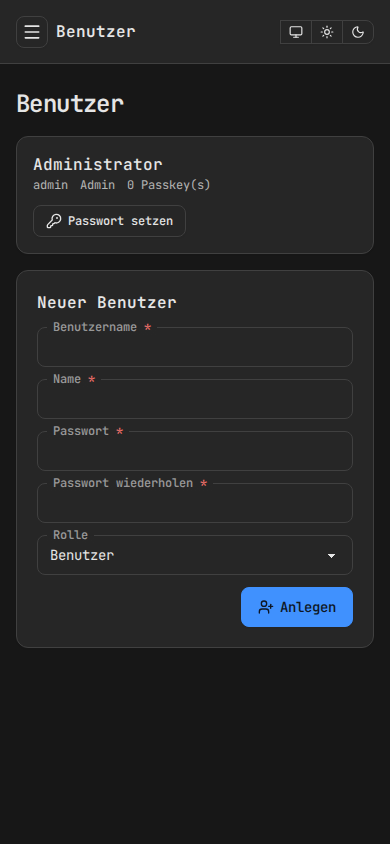 Benutzer
Benutzer
Administrator
admin Admin 0 Passkey(s)
Passwort setzen
Neuer Benutzer
Benutzername *
Name *
Passwort *
Passwort wiederholen *
Rolle
Benutzer
Anlegen